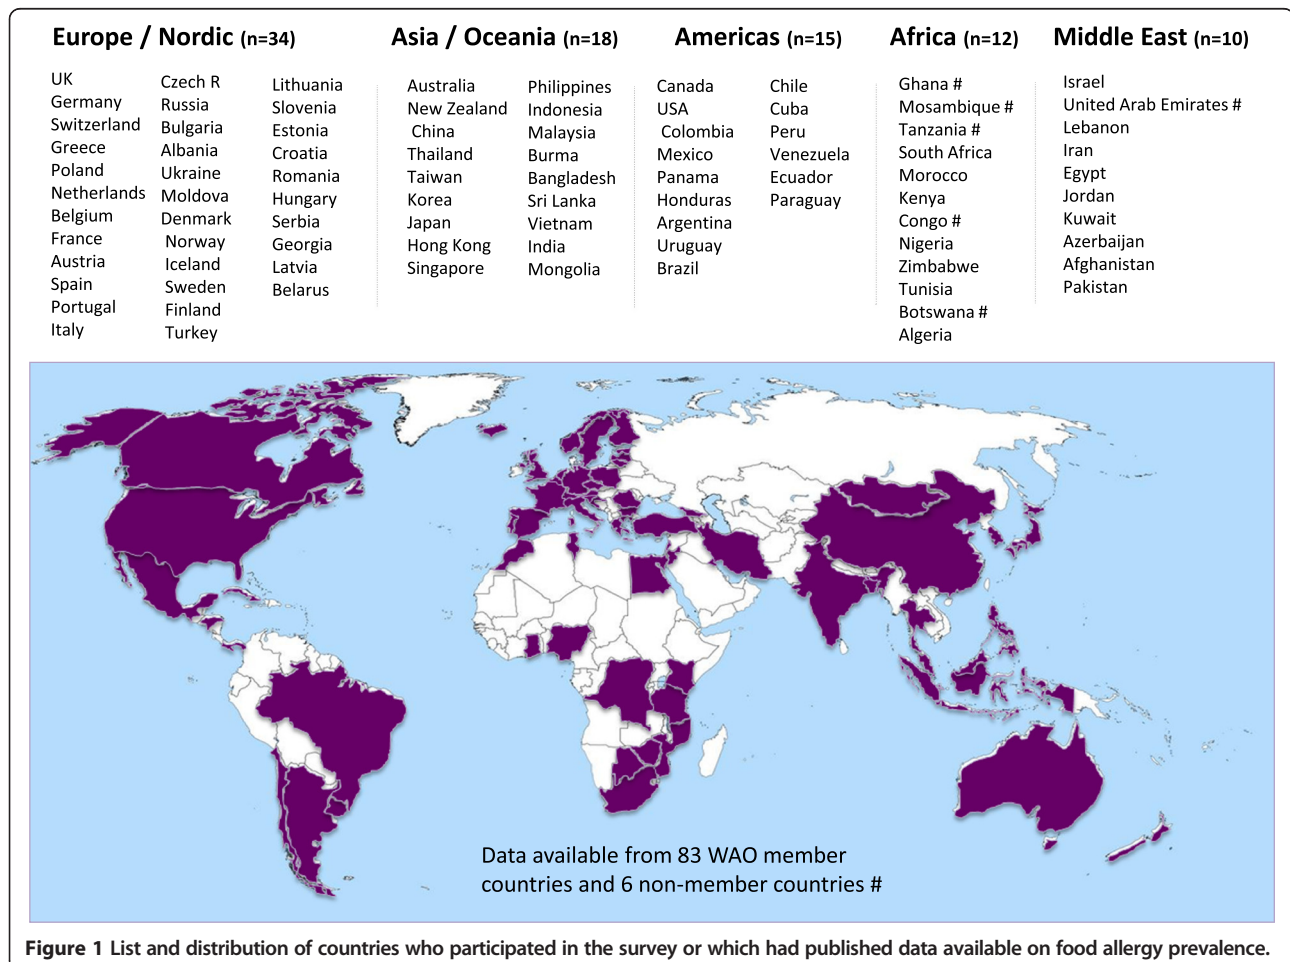 Europe / Nordic (n=34)
UK
Germany
Switzerland
Greece
Poland
Netherlands
Belgium
France
Austria
Spain
Portugal
Italy
Czech R
Russia
Bulgaria
Albania
Ukraine
Moldova
Denmark
Norway
Iceland
Sweden
Finland
Turkey
Lithuania
Slovenia
Estonia
Croatia
Romania
Hungary
Serbia
Georgia
Latvia
Belarus
Asia / Oceania (n=18)
Australia
New Zealand
China
Thailand
Taiwan
Korea
Japan
Hong Kong
Singapore
Philippines
Indonesia
Malaysia
Burma
Bangladesh
Sri Lanka
Vietnam
India
Mongolia
Americas (n=15)
Canada
USA
Colombia
Mexico
Panama
Honduras
Argentina
Uruguay
Brazil
Chile
Cuba
Peru
Venezuela
Ecuador
Paraguay
Africa (n=12)
Ghana #
Mosambique #
Tanzania #
South Africa
Morocco
Kenya
Congo #
Nigeria
Zimbabwe
Tunisia
Botswana #
Algeria
Middle East (n=10)
Israel
United Arab Emirates #
Lebanon
Iran
Egypt
Jordan
Kuwait
Azerbaijan
Afghanistan
Pakistan
Data available from 83 WAO member
countries and 6 non-member countries #
Figure 1 List and distribution of countries who participated in the survey or which had published data available on food allergy prevalence.